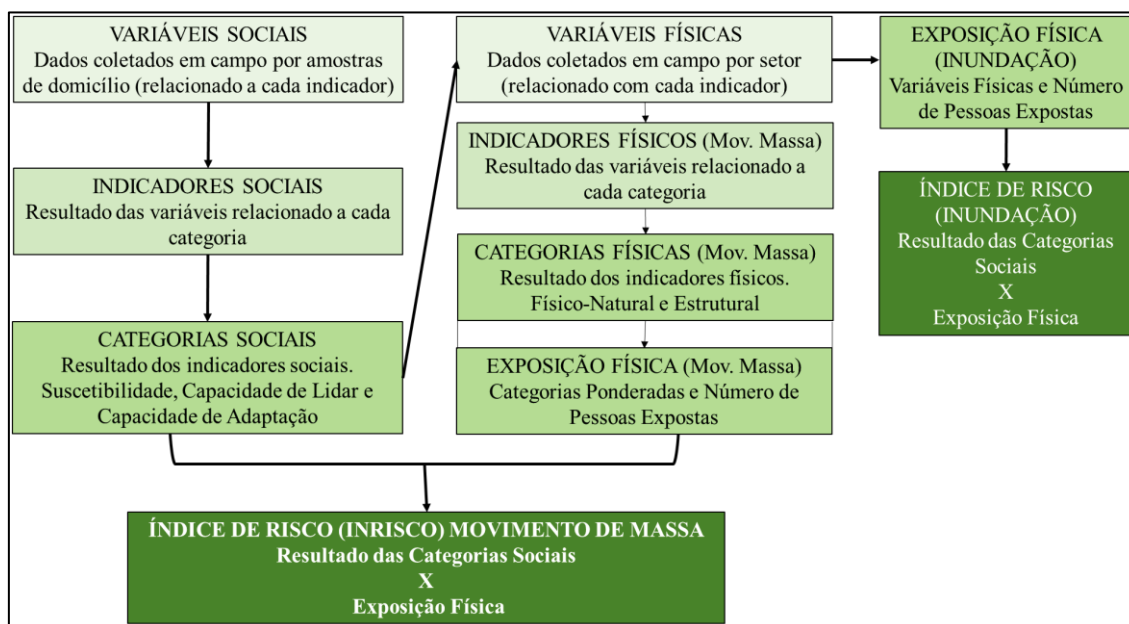 VARIÁVEIS SOCIAIS
Dados coletados em campo por amostras
de domicílio (relacionado a cada indicador)
INDICADORES SOCIAIS
Resultado das variáveis relacionado a cada
categoria
CATEGORIAS SOCIAIS
Resultado dos indicadores sociais.
Suscetibilidade, Capacidade de Lidar e
Capacidade de Adaptação
VARIÁVEIS FÍSICAS
Dados coletados em campo por setor
(relacionado com cada indicador)
INDICADORES FÍSICOS (Mov. Massa)
Resultado das variáveis relacionado a
cada categoria
CATEGORIAS FÍSICAS (Mov. Massa)
Resultado dos indicadores físicos.
Físico-Natural e Estrutural
EXPOSIÇÃO FÍSICA (Mov. Massa)
Categorias Ponderadas e Número de
Pessoas Expostas
EXPOSIÇÃO FÍSICA
(INUNDAÇÃO)
Variáveis Físicas e Número
de Pessoas Expostas
ÍNDICE DE RISCO
(INUNDAÇÃO)
Resultado das Categorias
Sociais
X
Exposição Física
ÍNDICE DE RISCO (INRISCO) MOVIMENTO DE MASSA
Resultado das Categorias Sociais
X
Exposição Física